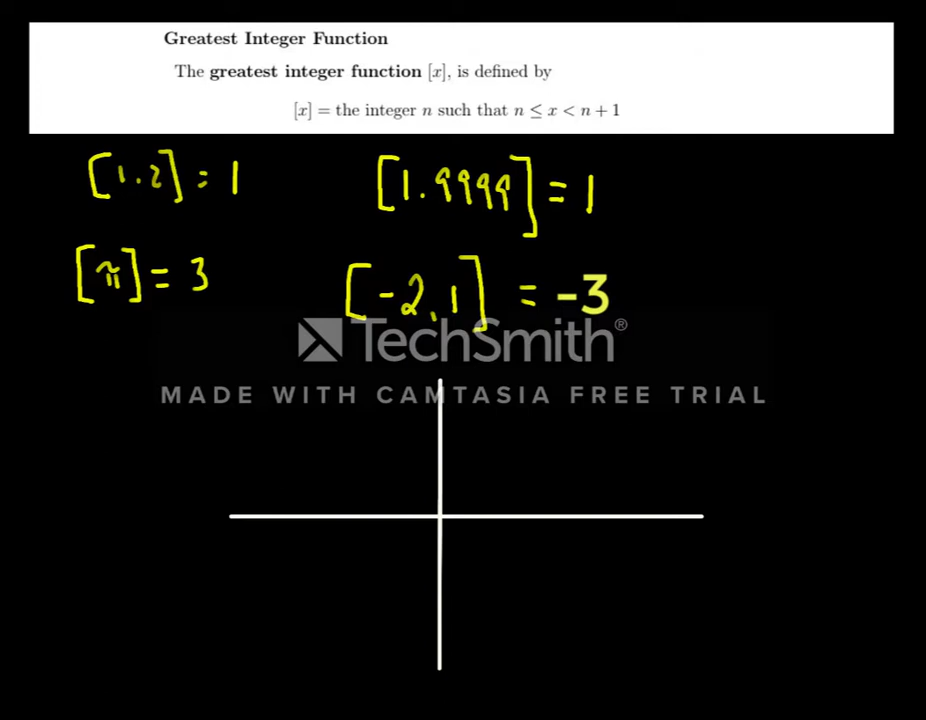 Greatest Integer Function
The greatest integer function [x], is defined by
[x] = the integer n such that n ≤ x < n + 1
[1.2] = 1 [1.9999] = 1
[π] = 3 [-2.1] = -3
TechSmith®
MADE WITH CAMTASIA FREE TRIAL